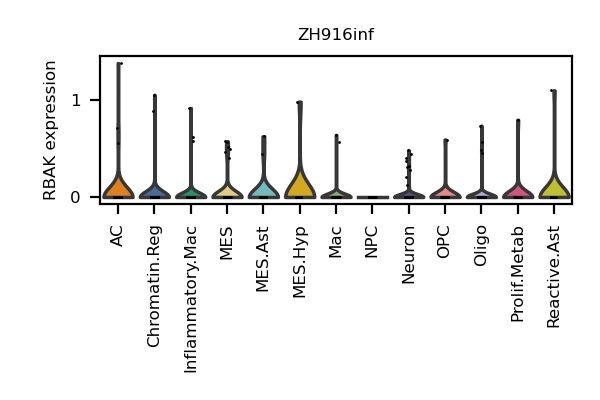 ZH916inf
RBAK expression
1
0
AC
Chromatin.Reg
Inflammatory.Mac
MES
MES.Ast
MES.Hyp
Mac
NPC
Neuron
OPC
Oligo
Prolif.Metab
Reactive.Ast